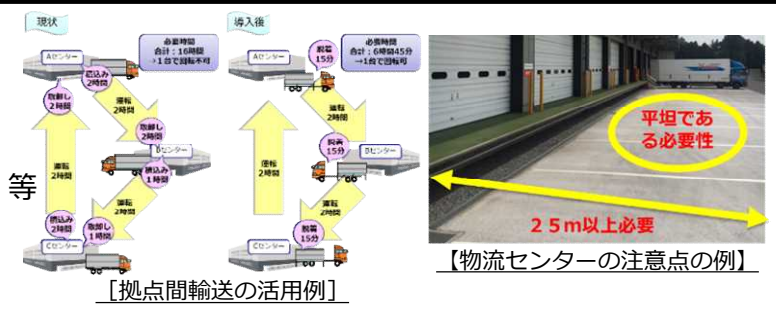 現状
必要時間
合計：16時間
→1台で回転不可
Aセンター
積込み
2時間
取卸し
2時間
運転
2時間
取卸し
2時間
Bセンター
積込み
1時間
運転
2時間
運転
2時間
積込み
2時間
取卸し
1時間
Cセンター
導入後
必要時間
合計：6時間45分
→1台で回転可
Aセンター
脱着
15分
運転
2時間
脱着
15分
Bセンター
運転
2時間
運転
2時間
脱着
15分
Cセンター
等
［拠点間輸送の活用例］
平坦であ
る必要性
２５ｍ以上必要
【物流センターの注意点の例】